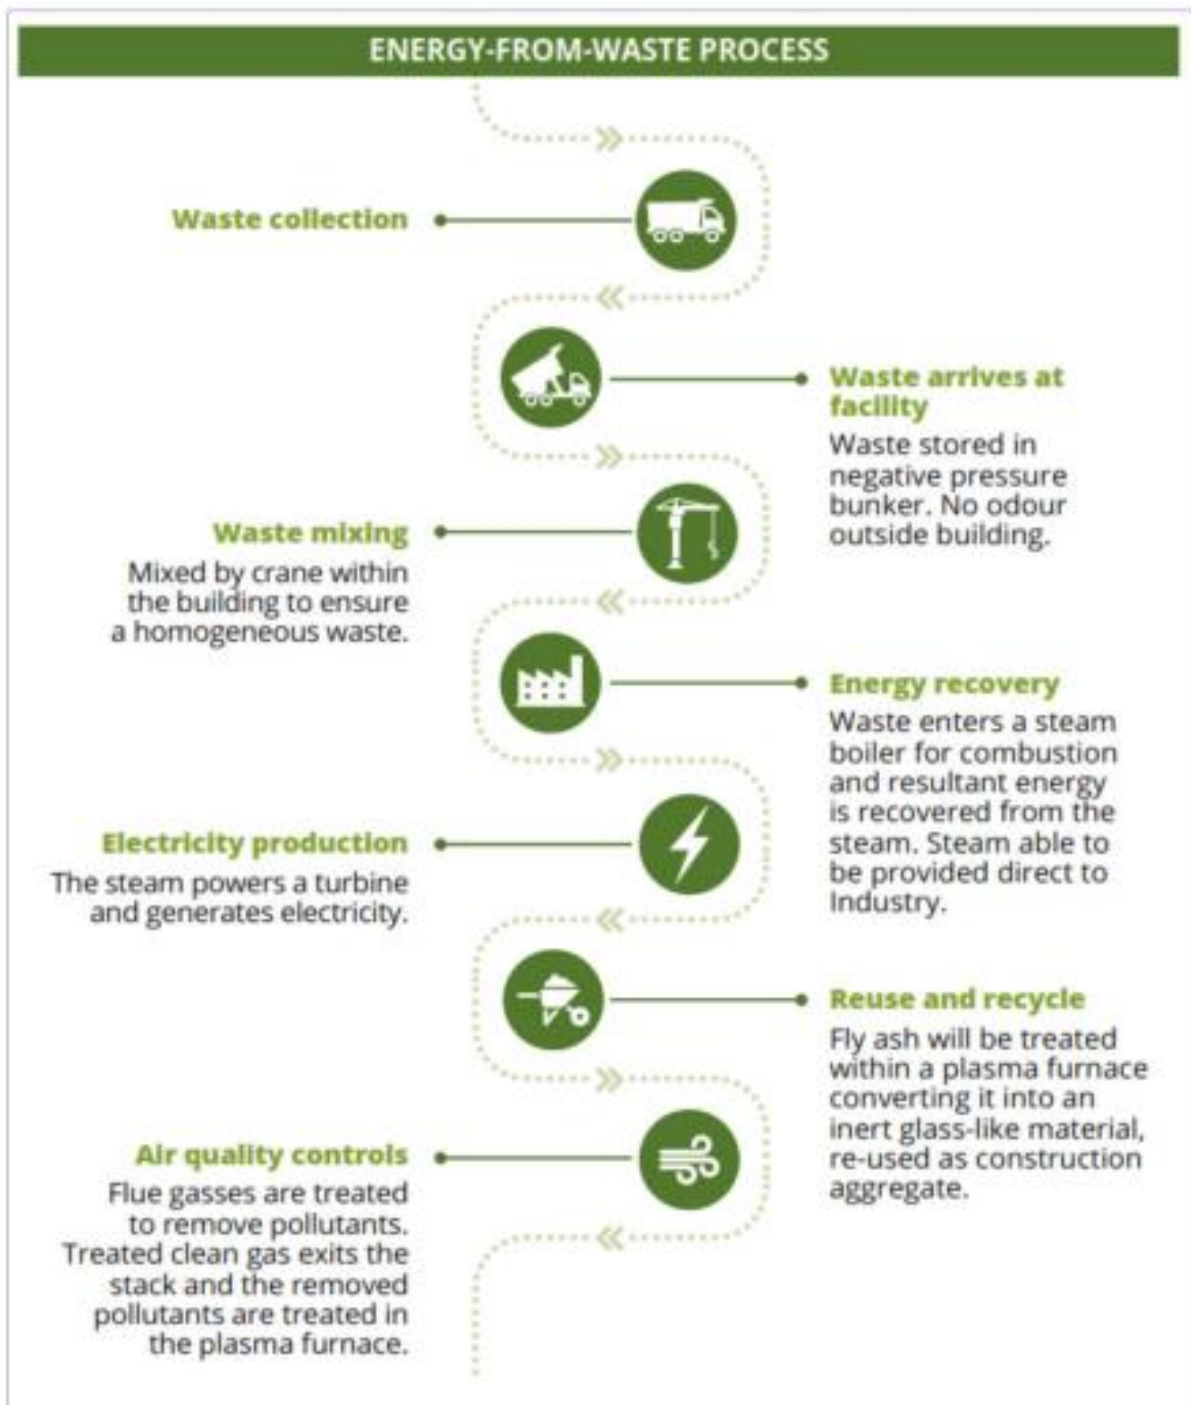 ENERGY-FROM-WASTE PROCESS
Waste collection
Waste arrives at
facility
Waste stored in
negative pressure
bunker. No odour
outside building.
Waste mixing
Mixed by crane within
the building to ensure
a homogeneous waste.
Energy recovery
Waste enters a steam
boiler for combustion
and resultant energy
is recovered from the
steam. Steam able to
be provided direct to
Industry.
Electricity production
The steam powers a turbine
and generates electricity.
Reuse and recycle
Fly ash will be treated
within a plasma furnace
converting it into an
inert glass-like material,
re-used as construction
aggregate.
Air quality controls
Flue gasses are treated
to remove pollutants.
Treated clean gas exits the
stack and the removed
pollutants are treated in
the plasma furnace.